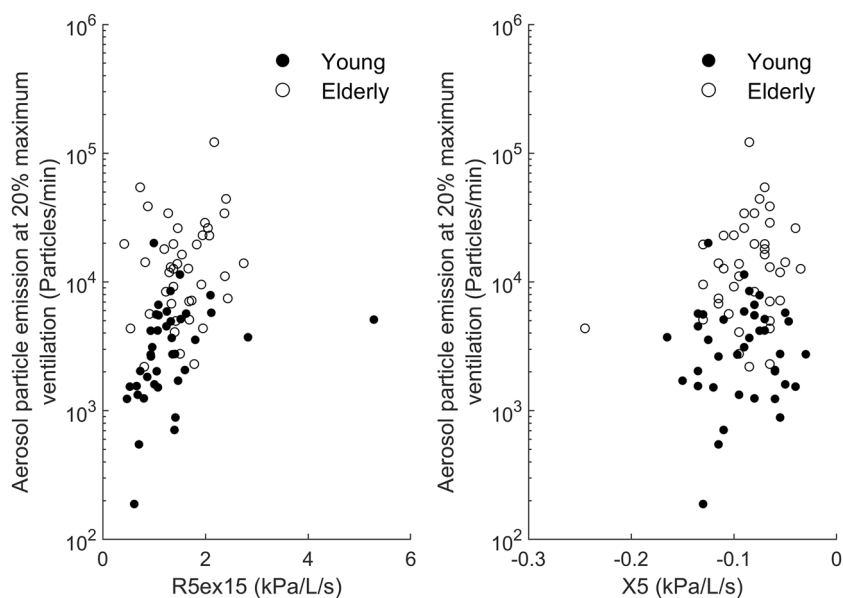 Aerosol particle emission at 20% maximum
ventilation (Particles/min)
10^6
10^5
10^4
10^3
10^2
Young
Elderly
0
2
4
6
R5ex15 (kPa/L/s)
Aerosol particle emission at 20% maximum
ventilation (Particles/min)
10^6
10^5
10^4
10^3
10^2
Young
Elderly
-0.3
-0.2
-0.1
0
X5 (kPa/L/s)